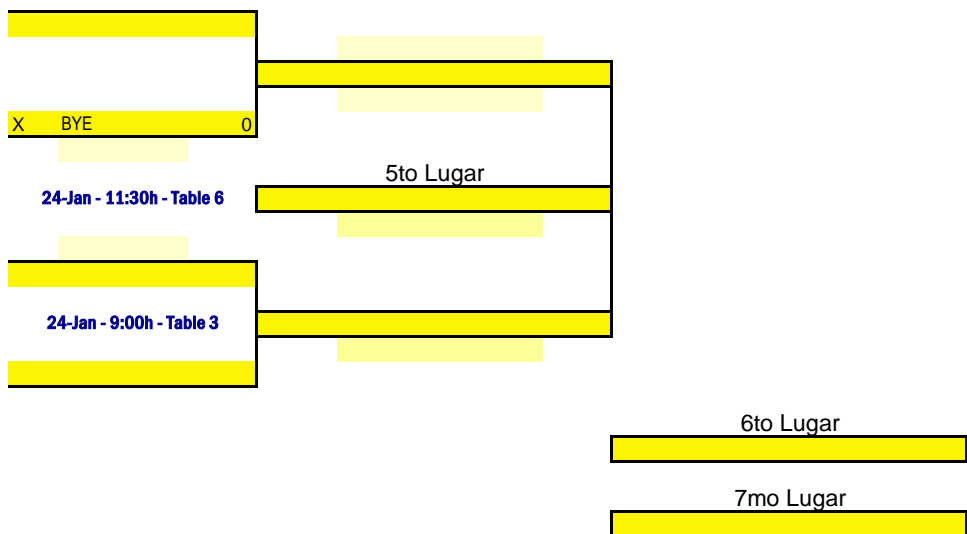 X BYE 0
5to Lugar
24-Jan - 11:30h - Table 6
24-Jan - 9:00h - Table 3
6to Lugar
7mo Lugar